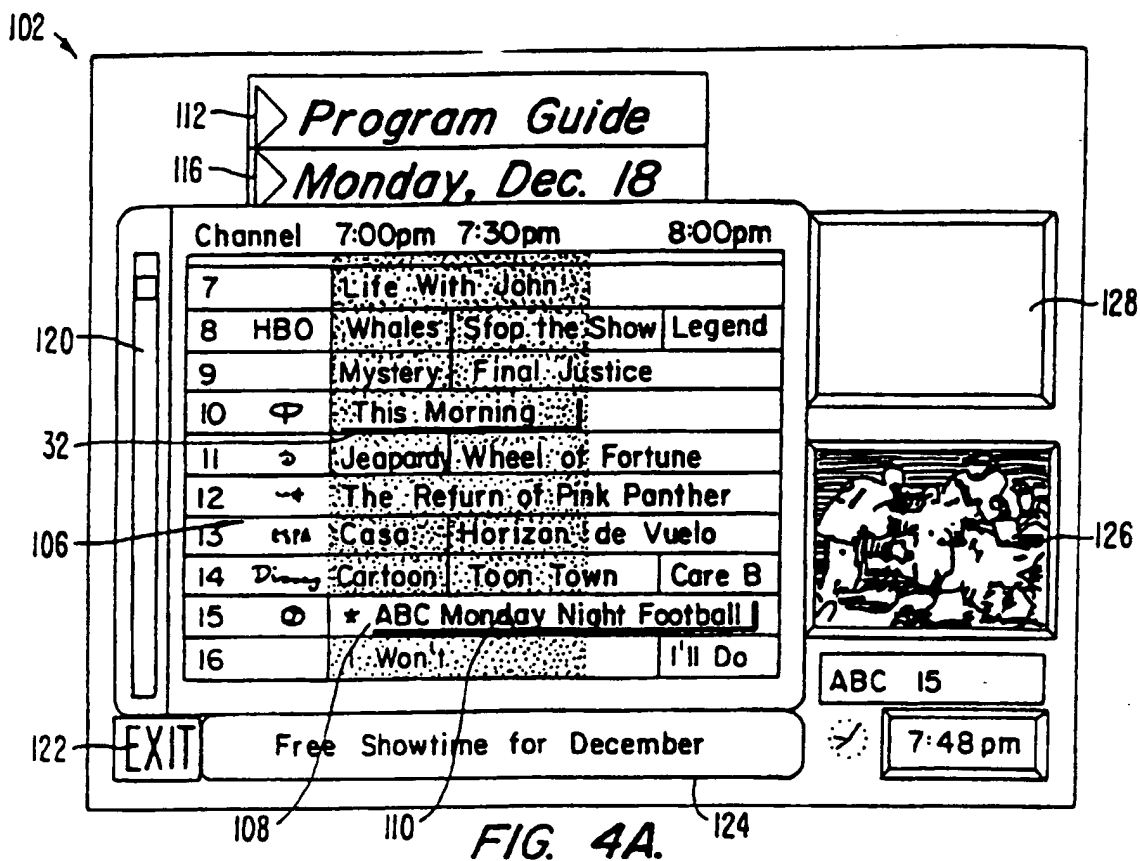 102
112 Program Guide
116 Monday, Dec. 18
Channel 7:00pm 7:30pm 8:00pm
7 Life With John
8 HBO Whales Stop the Show Legend
128
120
9 Mystery Final Justice
10 This Morning
32
11 Jeapardy Wheel of Fortune
12 The Return of Pink Panther
106
13 ESPN Casa Horizon de Vuelo
126
14 Disney Cartoon Toon Town Care B
15 * ABC Monday Night Football
16 I Won't I'll Do
ABC 15
122 EXIT Free Showtime for December 7:48 pm
108 110 124
FIG. 4A.